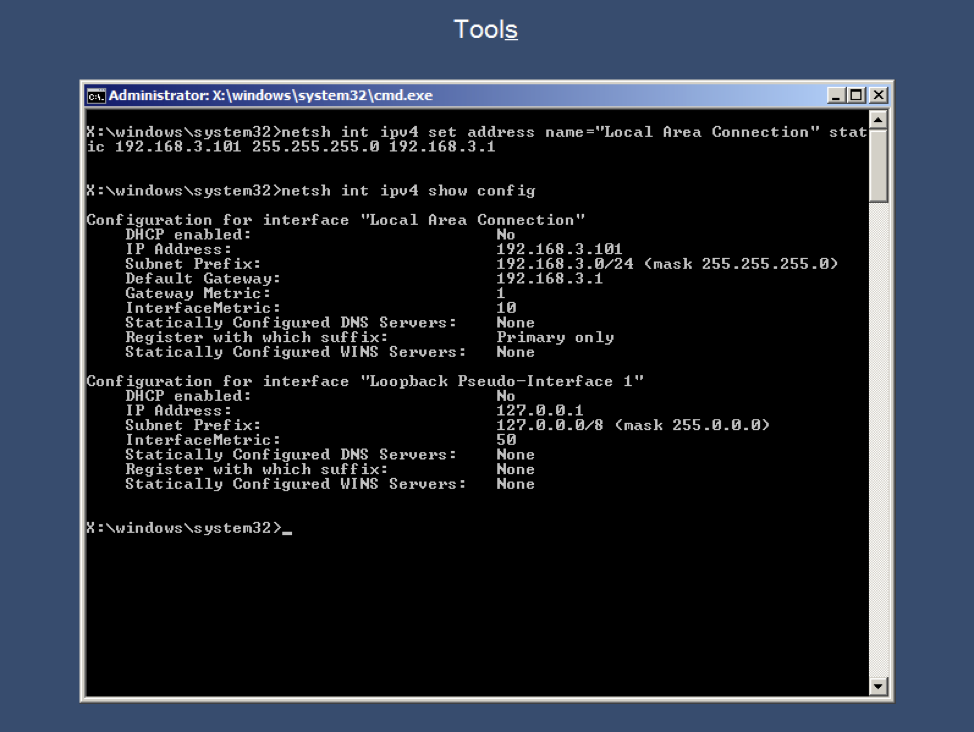 Tools
Administrator: X:\windows\system32\cmd.exe
X:\windows\system32>netsh int ipv4 set address name="Local Area Connection" stat
ic 192.168.3.101 255.255.255.0 192.168.3.1
X:\windows\system32>netsh int ipv4 show config
Configuration for interface "Local Area Connection"
DHCP enabled: No
IP Address: 192.168.3.101
Subnet Prefix: 192.168.3.0/24 (mask 255.255.255.0)
Default Gateway: 192.168.3.1
Gateway Metric: 1
InterfaceMetric: 10
Statically Configured DNS Servers: None
Register with which suffix: Primary only
Statically Configured WINS Servers: None
Configuration for interface "Loopback Pseudo-Interface 1"
DHCP enabled: No
IP Address: 127.0.0.1
Subnet Prefix: 127.0.0.0/8 (mask 255.0.0.0)
InterfaceMetric: 50
Statically Configured DNS Servers: None
Register with which suffix: None
Statically Configured WINS Servers: None
X:\windows\system32>_